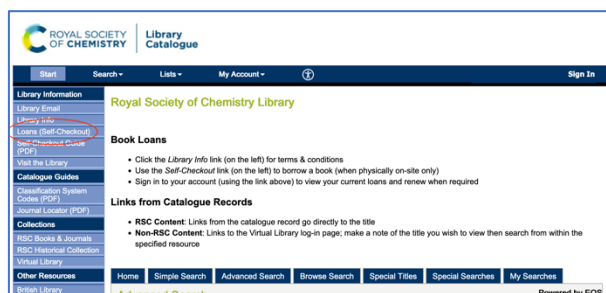 ROYAL SOCIETY
OF CHEMISTRY
Library
Catalogue
Start Search Lists My Account Sign In
Library Information
Library Email
Library Info
Loans (Self-Checkout)
Self-Checkout Guide
(PDF)
Visit the Library
Catalogue Guides
Classification System
Codes (PDF)
Journal Locator (PDF)
Collections
RSC Books & Journals
RSC Historical Collection
Virtual Library
Other Resources
British Library
Royal Society of Chemistry Library
Book Loans
• Click the Library Info link (on the left) for terms & conditions
• Use the Self-Checkout link (on the left) to borrow a book (when physically on-site only)
• Sign in to your account (using the link above) to view your current loans and renew when required
Links from Catalogue Records
• RSC Content: Links from the catalogue record go directly to the title
• Non-RSC Content: Links to the Virtual Library log-in page; make a note of the title you wish to view then search from within the
specified resource
Home Simple Search Advanced Search Browse Search Special Titles Special Searches My Searches
Advanced Search Powered by EOS